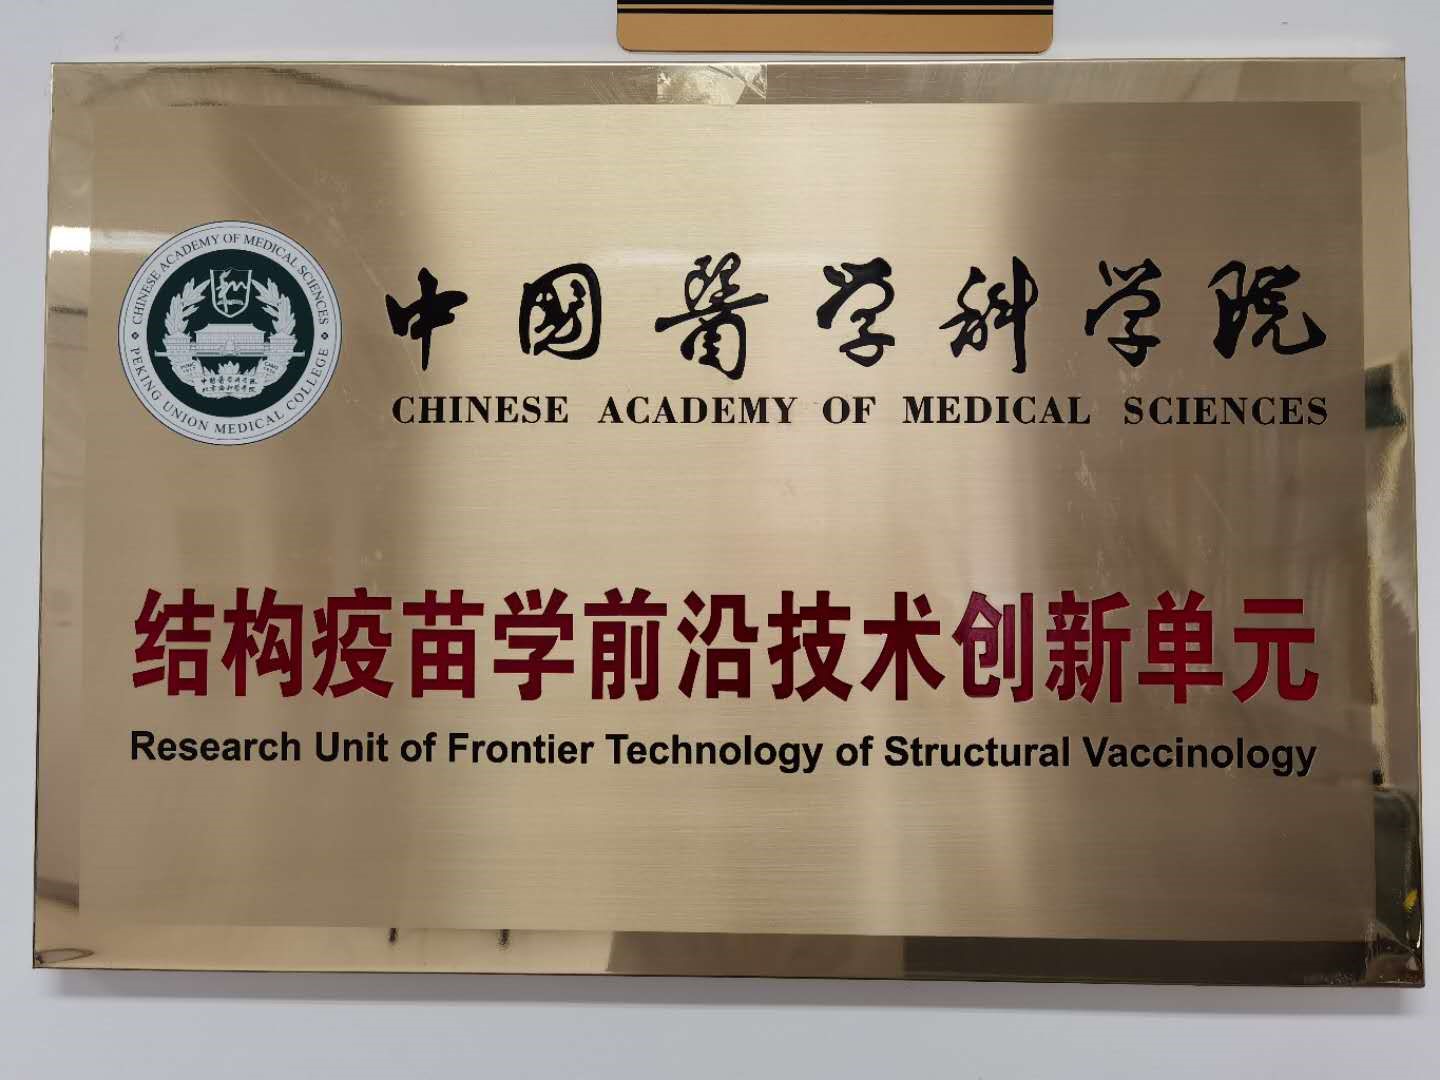 CHINESE ACADEMY OF MEDICAL SCIENCES
PEKING UNION MEDICAL COLLEGE
中国醫学科学院
CHINESE ACADEMY OF MEDICAL SCIENCES
结构疫苗学前沿技术创新单元
Research Unit of Frontier Technology of Structural Vaccinology